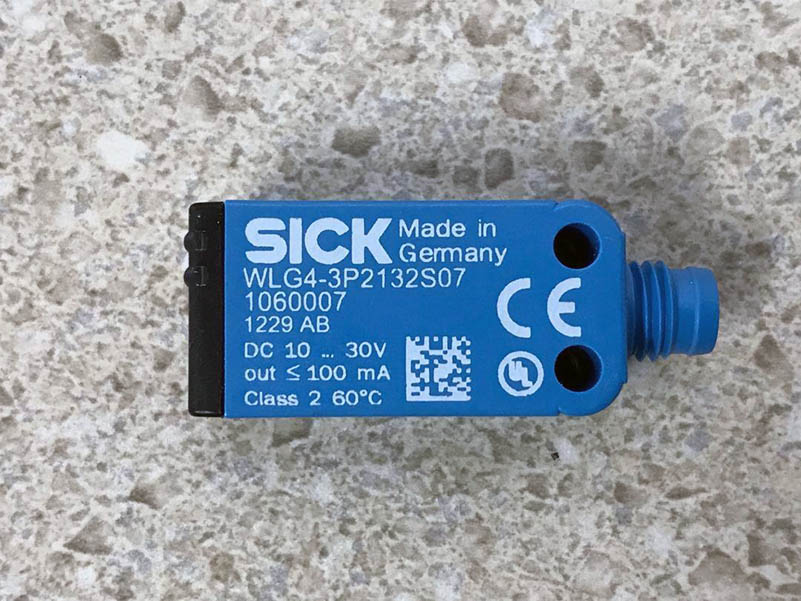 SICK Made in
Germany
WLG4-3P2132S07
1060007
1229 AB
DC 10 ... 30V
out ≤ 100 mA
Class 2 60°C
CE
UL